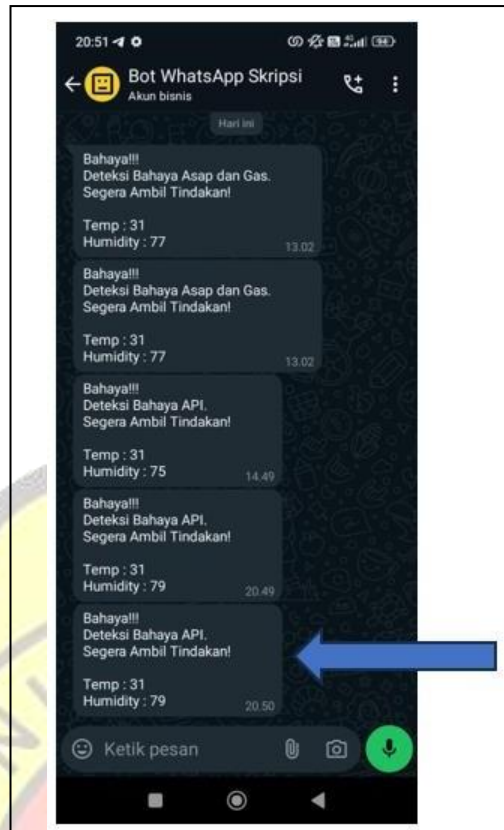 20:51
94
Bot WhatsApp Skripsi
Akun bisnis
Hari ini
Bahaya!!!
Deteksi Bahaya Asap dan Gas.
Segera Ambil Tindakan!
Temp : 31
Humidity : 77
13.02
Bahaya!!!
Deteksi Bahaya Asap dan Gas.
Segera Ambil Tindakan!
Temp : 31
Humidity : 77
13.02
Bahaya!!!
Deteksi Bahaya API.
Segera Ambil Tindakan!
Temp : 31
Humidity : 75
14.49
Bahaya!!!
Deteksi Bahaya API.
Segera Ambil Tindakan!
Temp : 31
Humidity : 79
20.49
Bahaya!!!
Deteksi Bahaya API.
Segera Ambil Tindakan!
Temp : 31
Humidity : 79
20.50
Ketik pesan